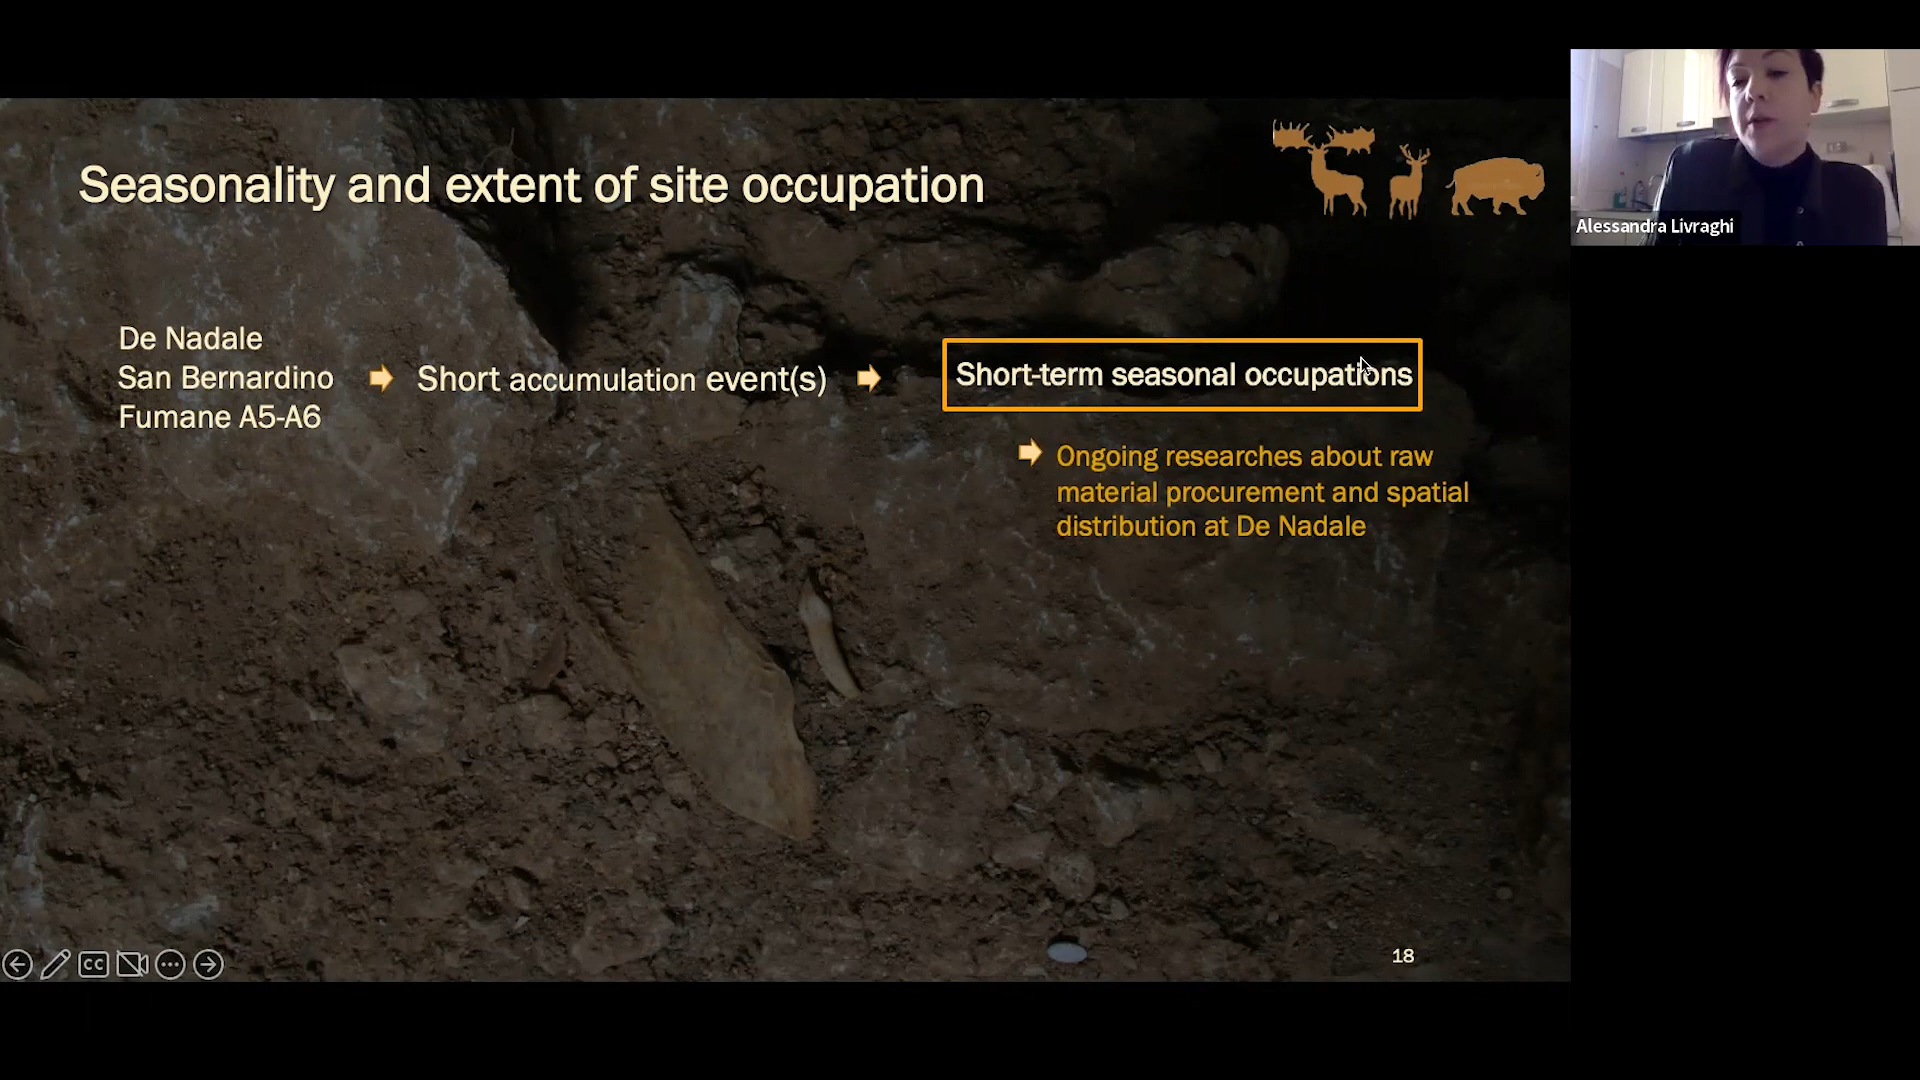 Seasonality and extent of site occupation
De Nadale
San Bernardino
Fumane A5-A6
Short accumulation event(s)
Short-term seasonal occupations
Ongoing researches about raw
material procurement and spatial
distribution at De Nadale
18
CC
Alessandra Livraghi